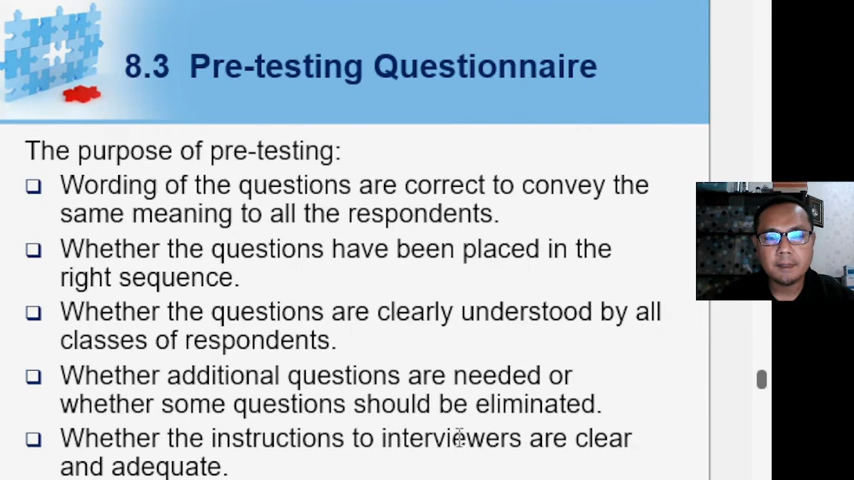 8.3 Pre-testing Questionnaire
The purpose of pre-testing:
Wording of the questions are correct to convey the
same meaning to all the respondents.
Whether the questions have been placed in the
right sequence.
Whether the questions are clearly understood by all
classes of respondents.
Whether additional questions are needed or
whether some questions should be eliminated.
Whether the instructions to interviewers are clear
and adequate.